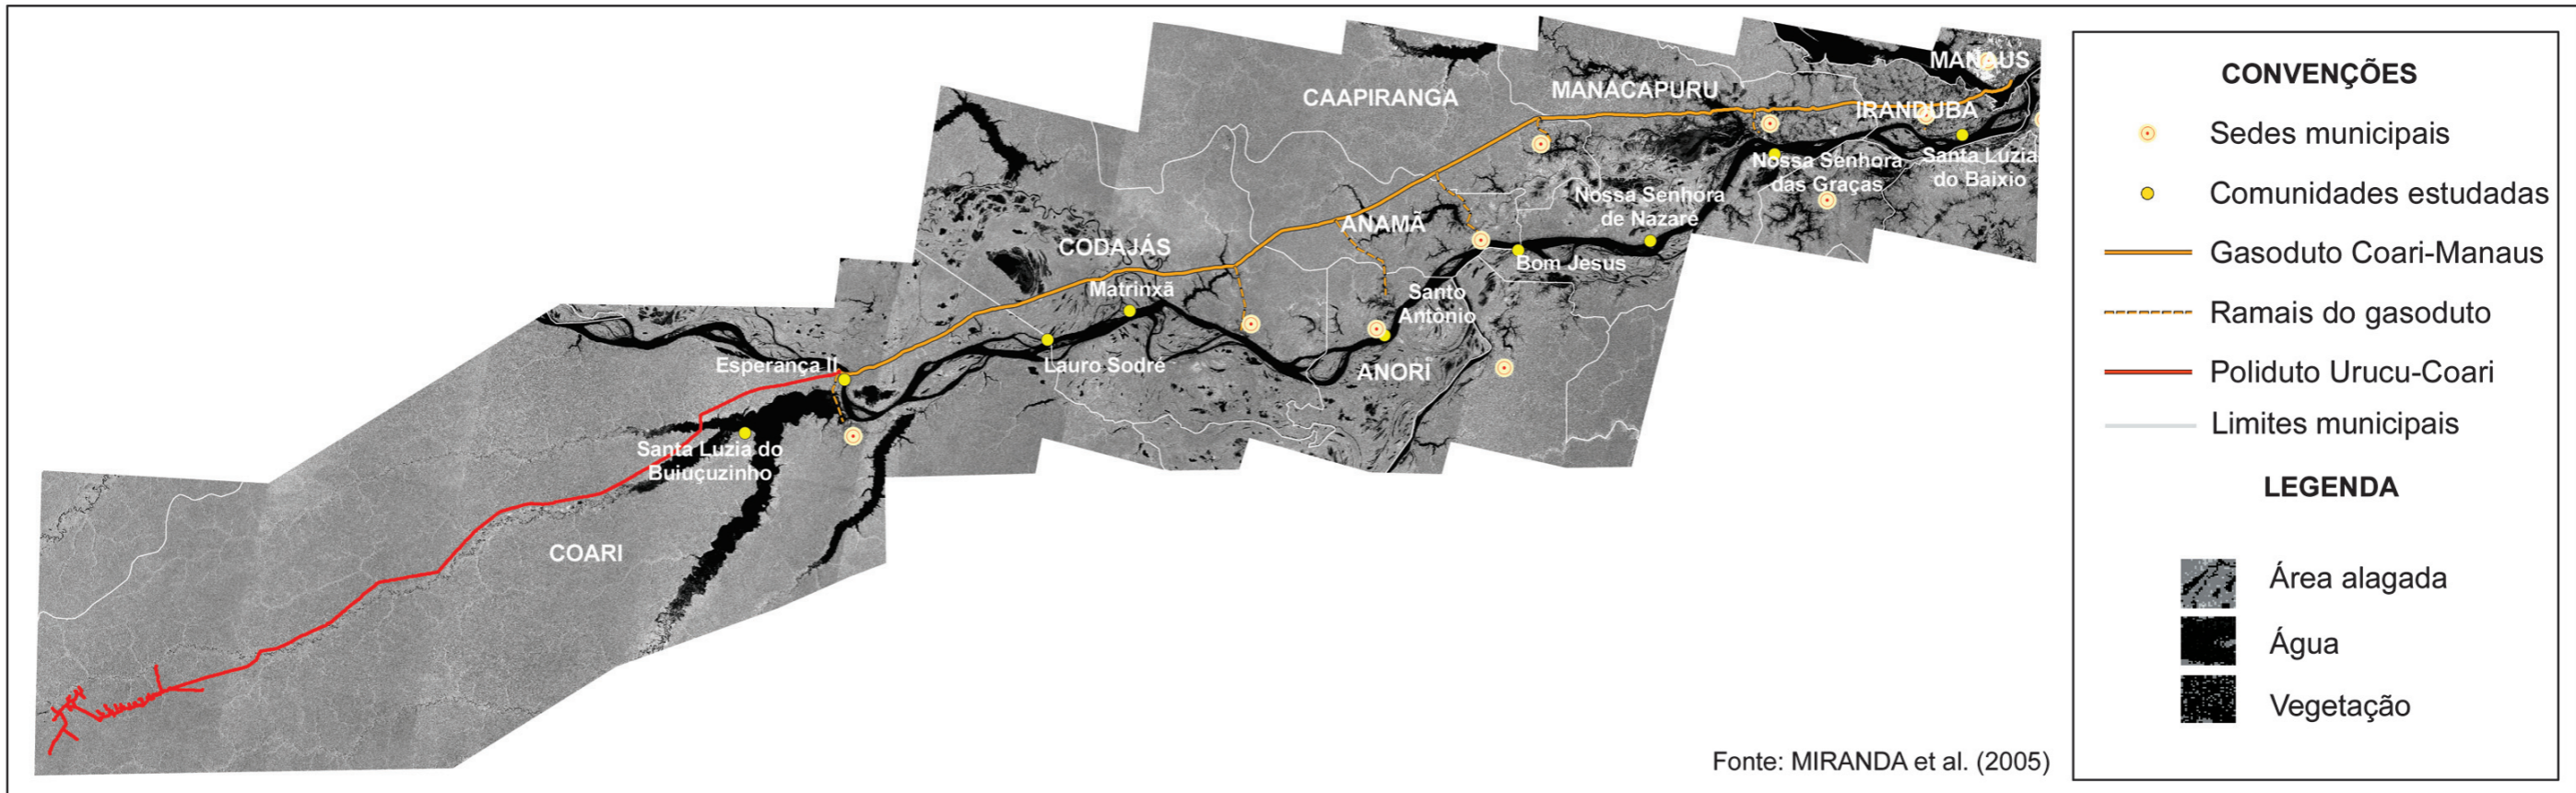 MANAUS
CAAPIRANGA
MANACAPURU
IRANDUBA
Nossa Senhora
das Graças
Santa Luzia
do Baixio
Nossa Senhora
de Nazaré
ANAMÃ
CODAJÁS
Bom Jesus
Matrinxã
Santo
Antônio
Esperança II
Lauro Sodré
ANORI
Santa Luzia do
Buiuçuzinho
COARI
Fonte: MIRANDA et al. (2005)
CONVENÇÕES
Sedes municipais
Comunidades estudadas
Gasoduto Coari-Manaus
Ramais do gasoduto
Poliduto Urucu-Coari
Limites municipais
LEGENDA
Área alagada
Água
Vegetação